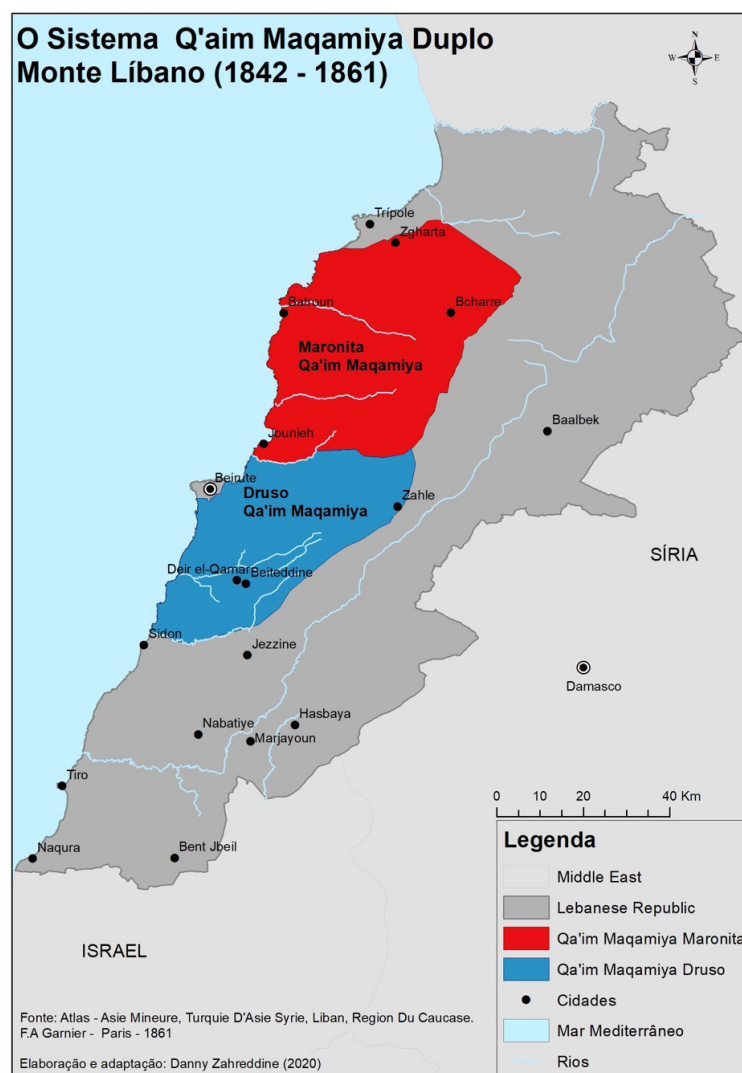 O Sistema Q'aim Maqamiya Duplo
Monte Líbano (1842 - 1861)
N
W
E
S
Trípole
Zgharta
Batroun
Bcharre
Maronita
Qa'im Maqamiya
Jounieh
Baalbek
Beirute
Druso
Qa'im Maqamiya
Zahle
Deir el-Qamar
Beiteddine
SÍRIA
Sidon
Jezzine
Damasco
Nabatiye
Hasbaya
Marjayoun
Tiro
Naqura
Bent Jbeil
0 10 20 40 Km
ISRAEL
Legenda
Middle East
Lebanese Republic
Qa'im Maqamiya Maronita
Qa'im Maqamiya Druso
Cidades
Mar Mediterrâneo
Rios
Fonte: Atlas - Asie Mineure, Turquie D'Asie Syrie, Liban, Region Du Caucase.
F.A Garnier - Paris - 1861
Elaboração e adaptação: Danny Zahreddine (2020)